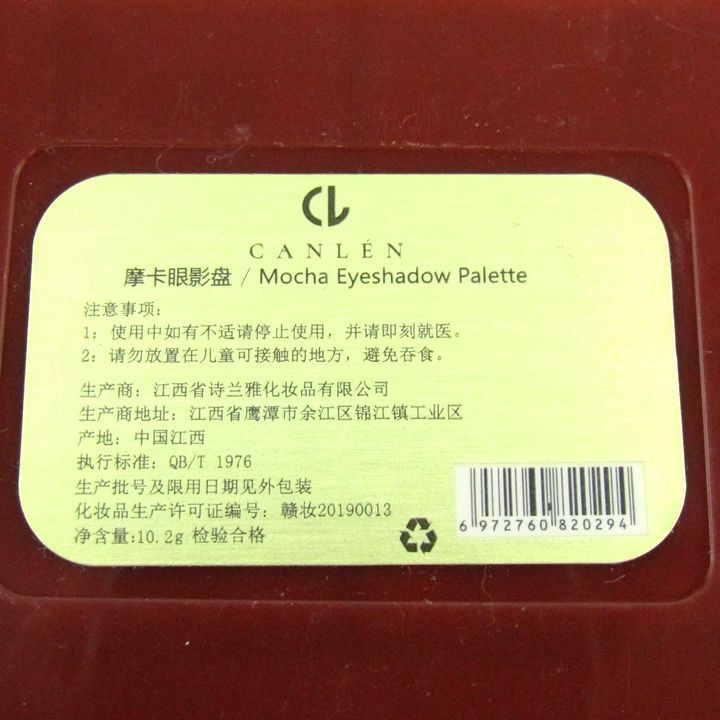 CL
CANLÉN
摩卡眼影盘 / Mocha Eyeshadow Palette
注意事项:
1: 使用中如有不适请停止使用，并请即刻就医。
2: 请勿放置在儿童可接触的地方，避免吞食。
生产商: 江西省诗兰雅化妆品有限公司
生产商地址: 江西省鹰潭市余江区锦江镇工业区
产地: 中国江西
执行标准: QB/T 1976
生产批号及限用日期见外包装
化妆品生产许可证编号: 赣妆20190013
净含量:10.2g 检验合格
6 972760 820294